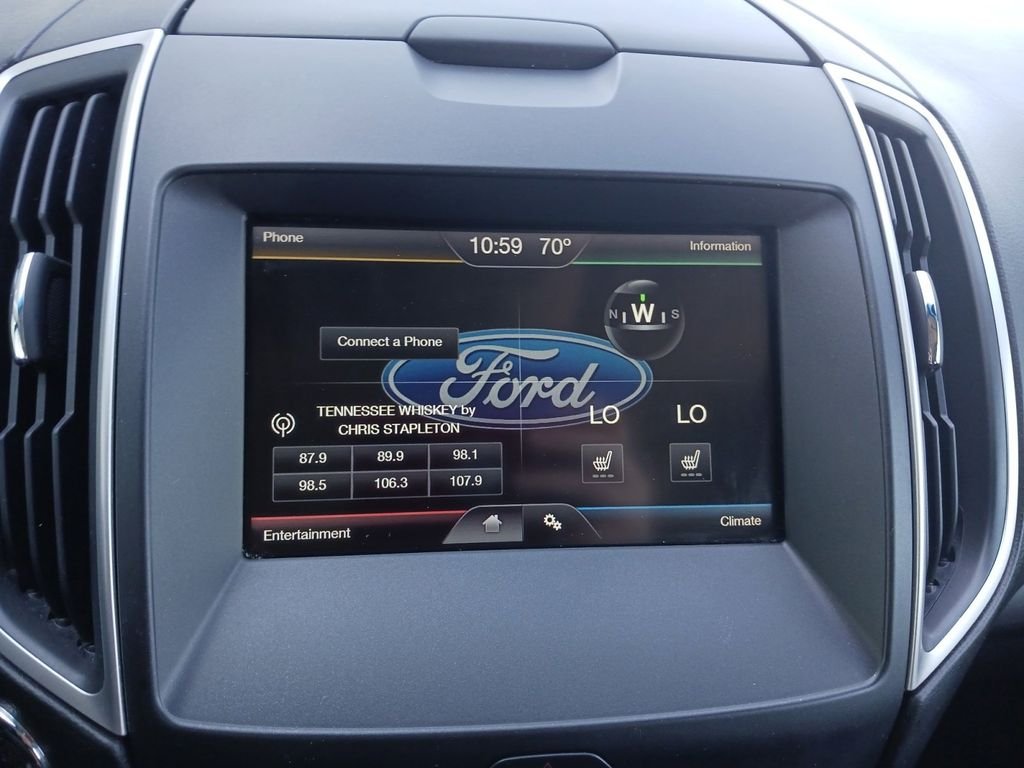 Phone
10:59 70°
Information
N W S
Connect a Phone
Ford
TENNESSEE WHISKEY by
CHRIS STAPLETON
LO LO
87.9 89.9 98.1
98.5 106.3 107.9
Entertainment
Climate